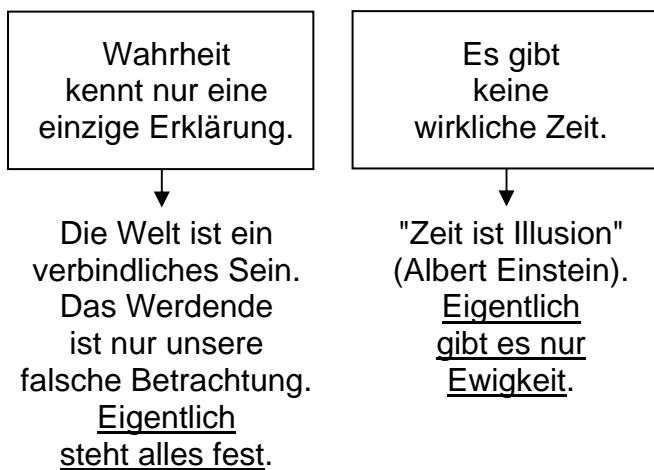 Wahrheit
kennt nur eine
einzige Erklärung.
Die Welt ist ein
verbindliches Sein.
Das Werdende
ist nur unsere
falsche Betrachtung.
Eigentlich
steht alles fest.
Es gibt
keine
wirkliche Zeit.
"Zeit ist Illusion"
(Albert Einstein).
Eigentlich
gibt es nur
Ewigkeit.